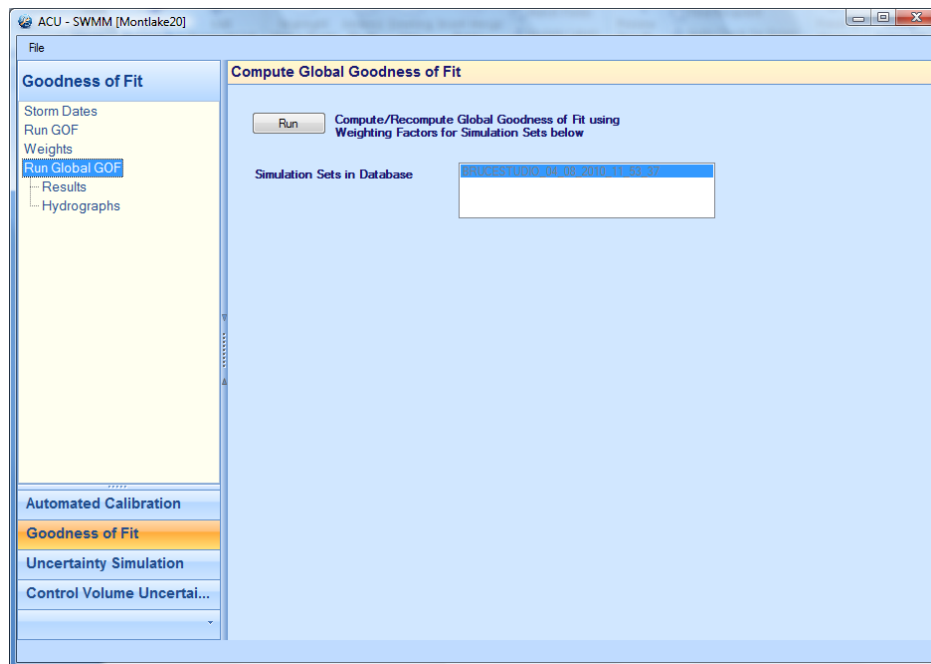 ACU - SWMM [Montlake20]
File
Goodness of Fit
Storm Dates
Run GOF
Weights
Run Global GOF
Results
Hydrographs
Automated Calibration
Goodness of Fit
Uncertainty Simulation
Control Volume Uncertai...
Compute Global Goodness of Fit
Run
Compute/Recompute Global Goodness of Fit using
Weighting Factors for Simulation Sets below
Simulation Sets in Database